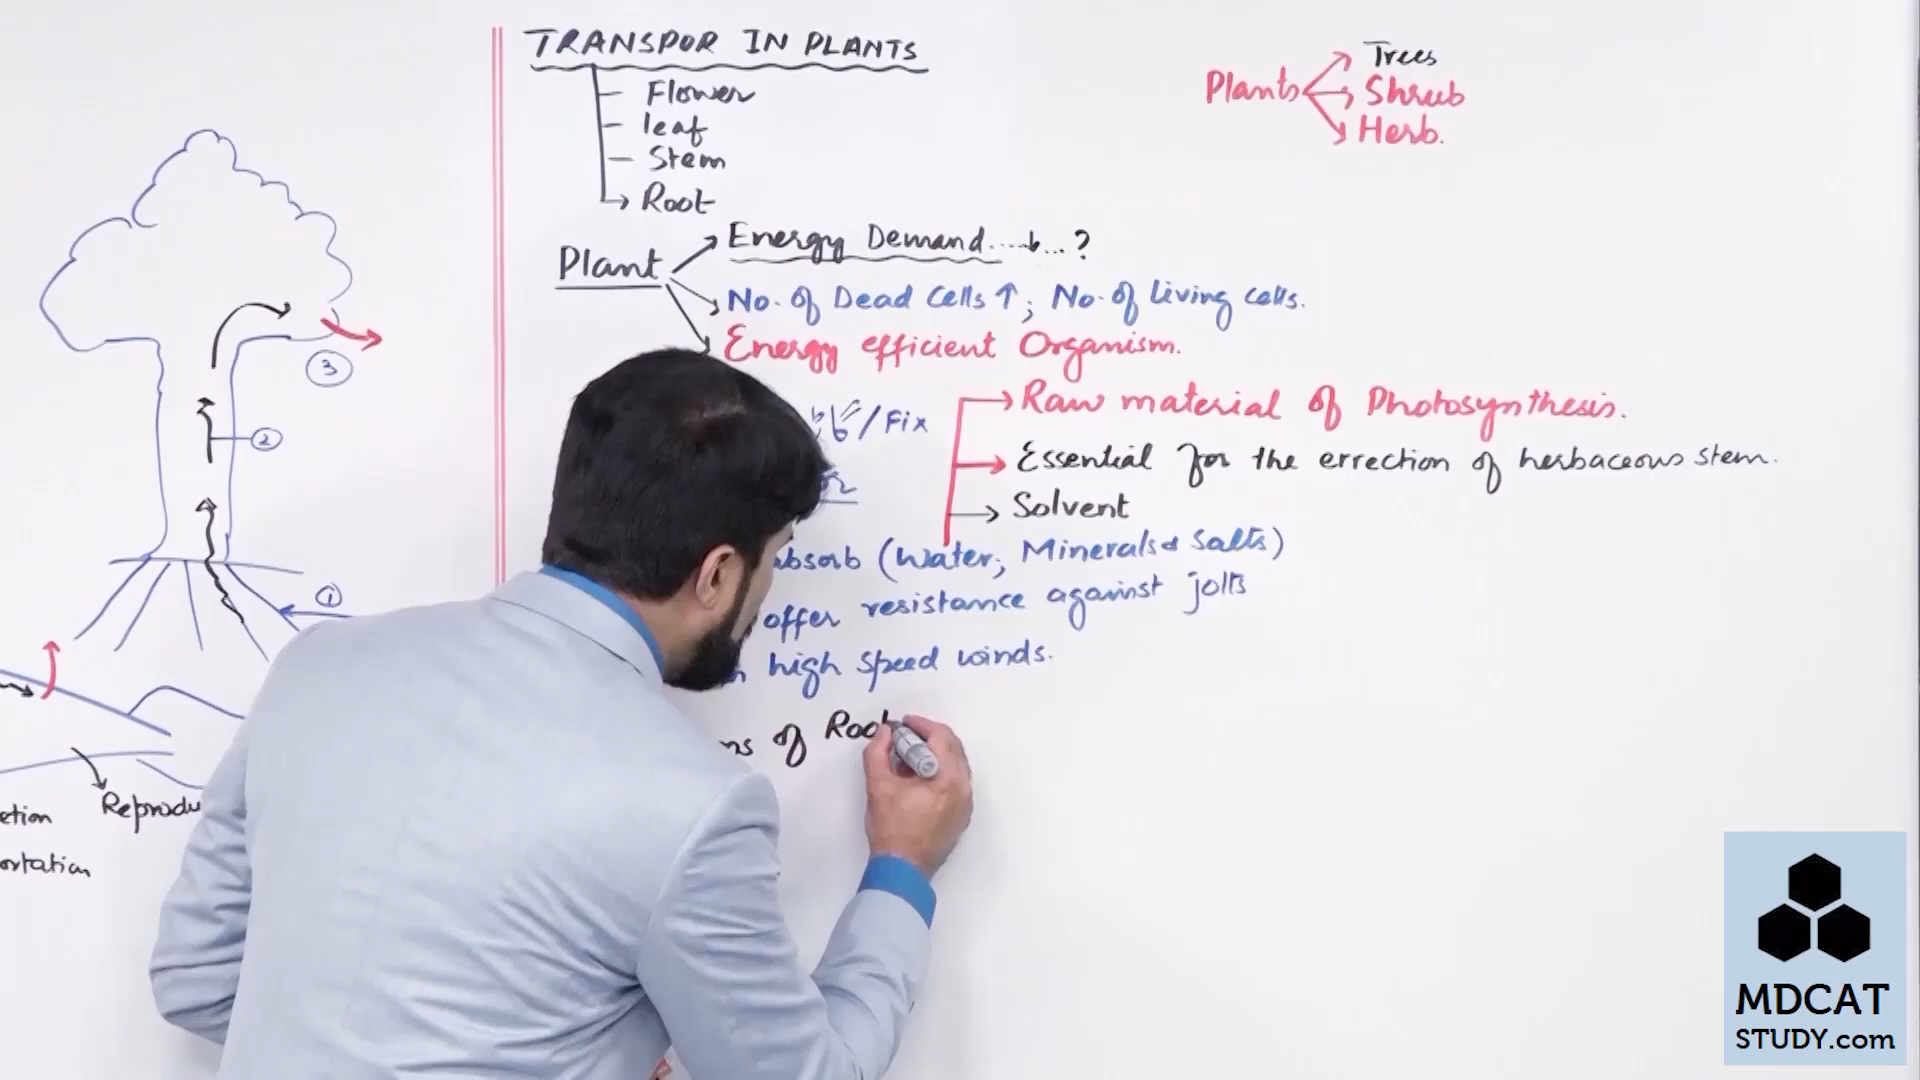 TRANSPOR IN PLANTS
Flower
leaf
Stem
Root
Plants
Trees
Shrub
Herb.
Plant
Energy Demand.......?
No. of Dead Cells ↑; No. of living cells.
Energy efficient Organism.
/Fix
Raw material of Photosynthesis.
Essential for the errection of herbaceous stem.
Solvent
absorb (Water, Minerals & Salts)
offer resistance against jolts
high speed winds.
of Root
3
2
1
Reprodu
etion
ortation
MDCAT
STUDY.com